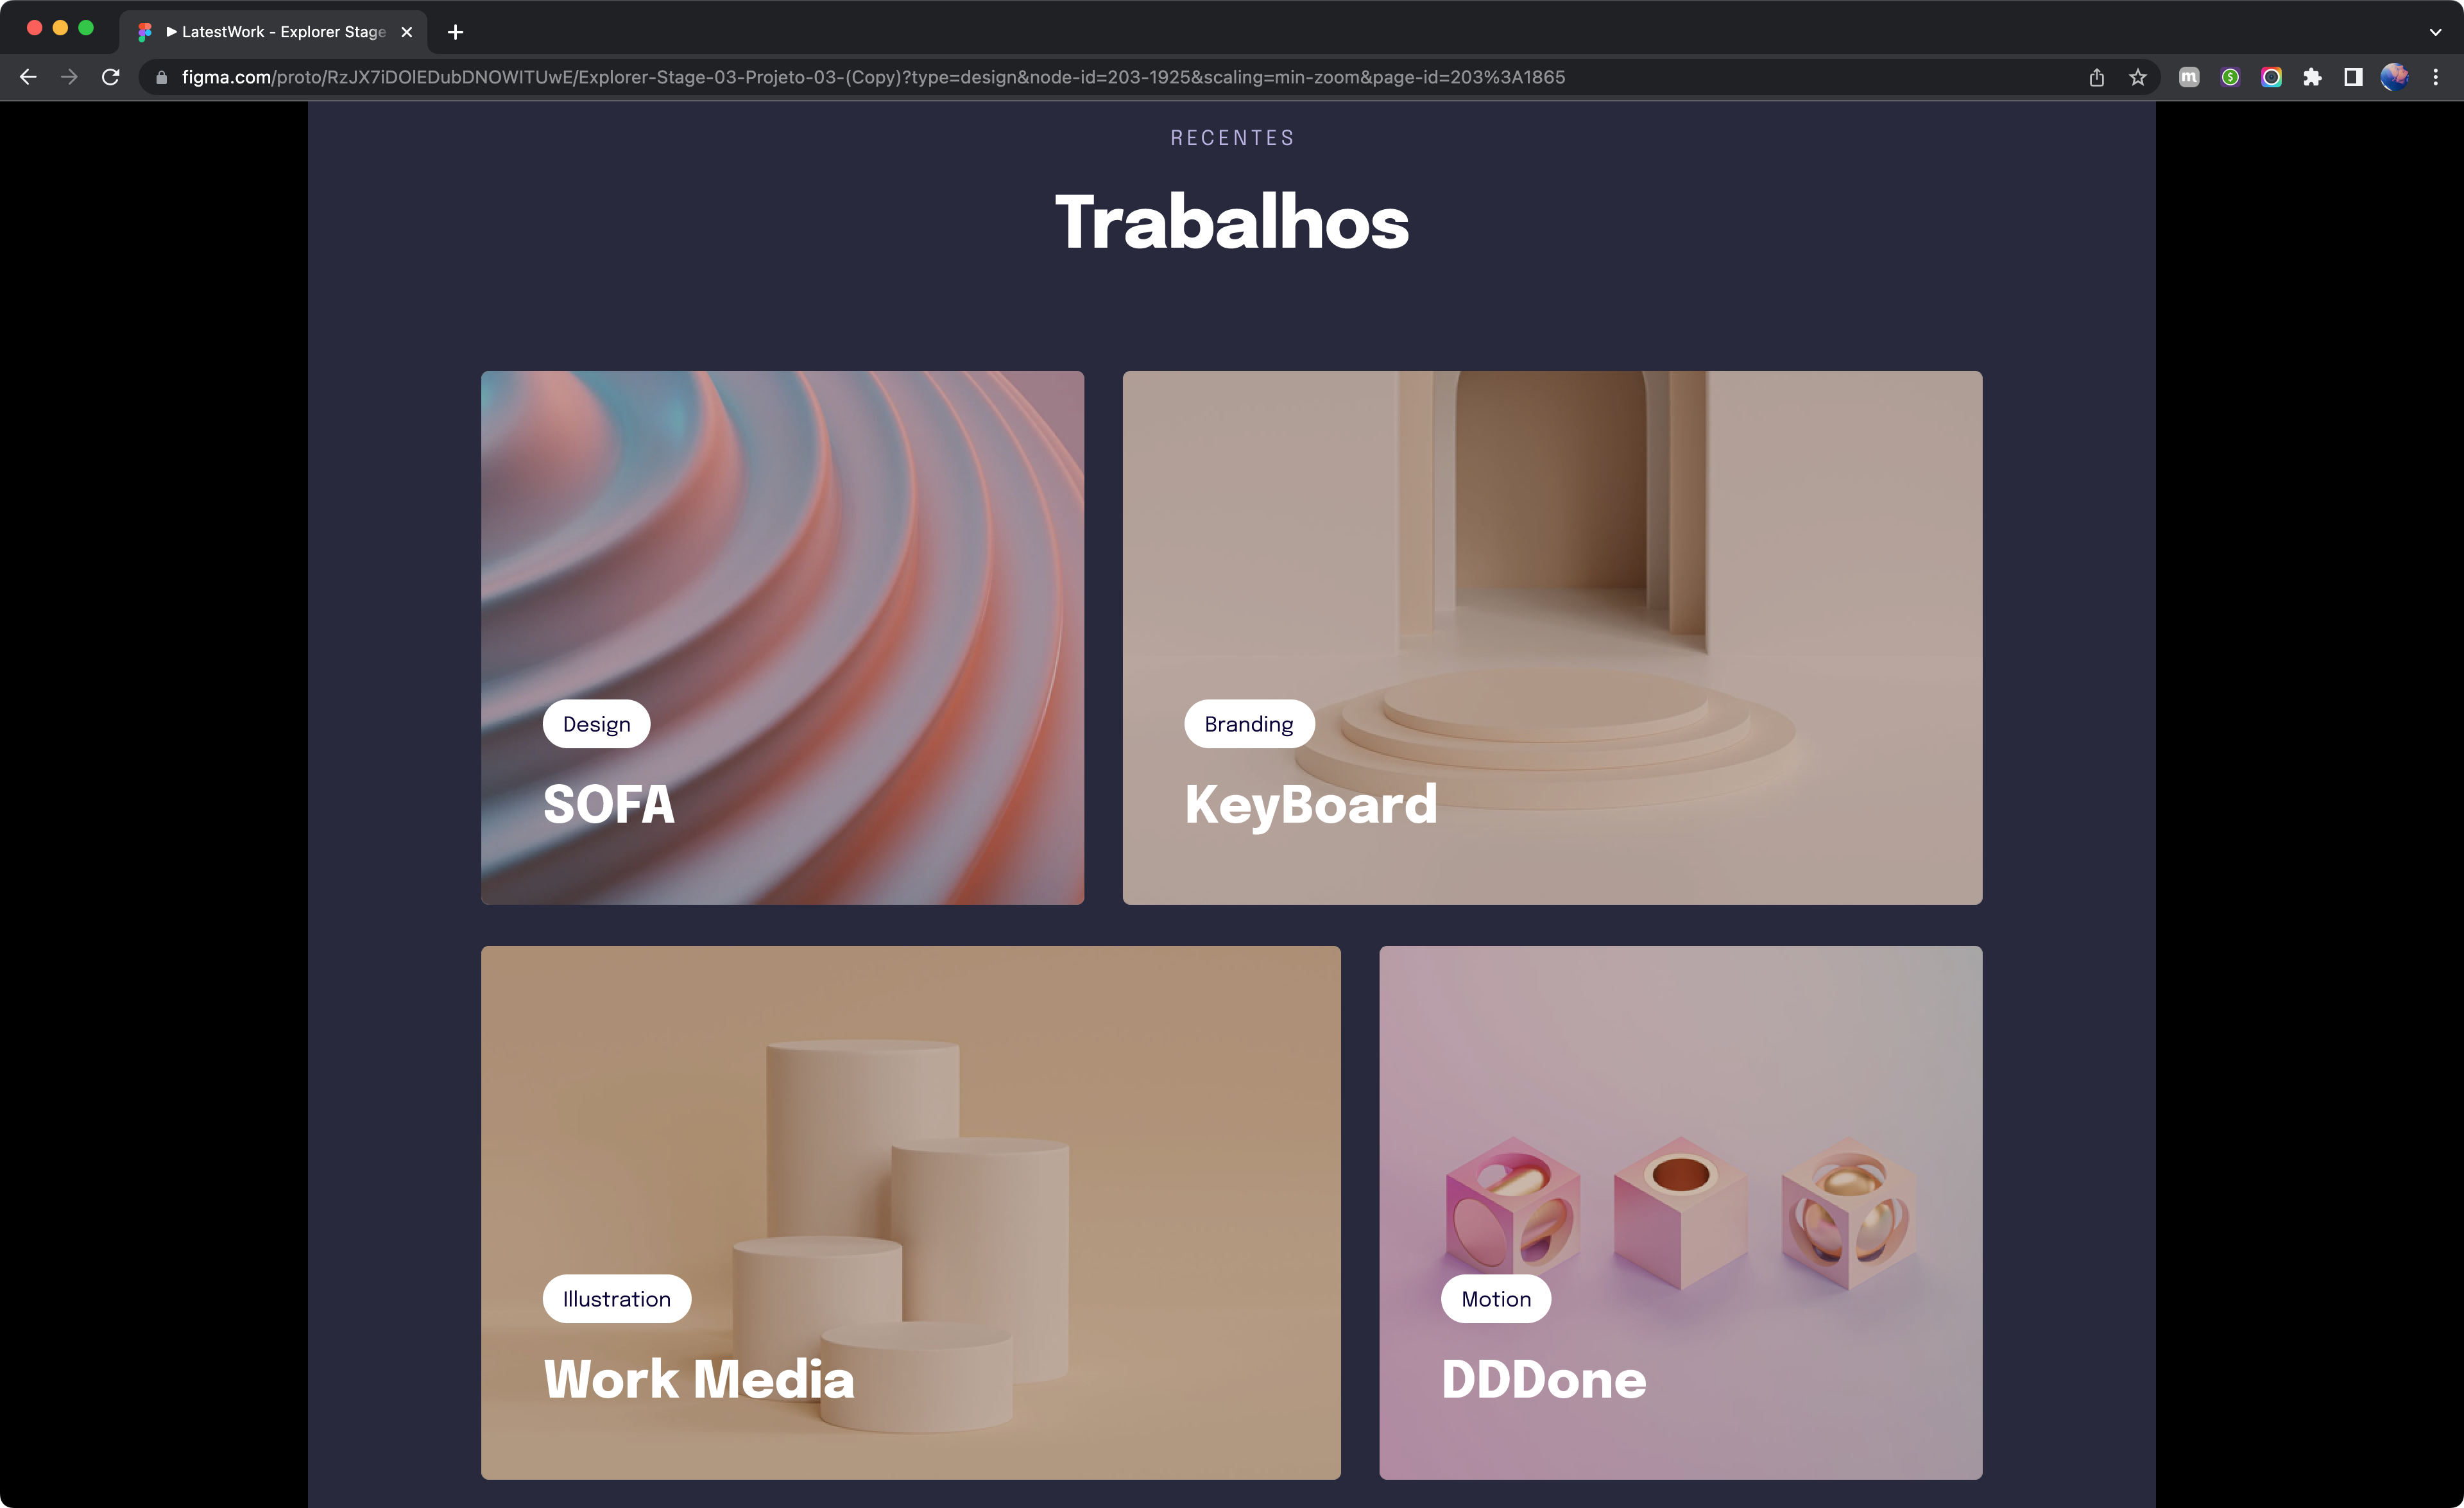 LatestWork - Explorer Stage
figma.com/proto/RzJX7iDOlEDubDNOWITUwE/Explorer-Stage-03-Projeto-03-(Copy)?type=design&node-id=203-1925&scaling=min-zoom&page-id=203%3A1865
RECENTES
Trabalhos
Design
SOFA
Branding
KeyBoard
Illustration
Work Media
Motion
DDDone